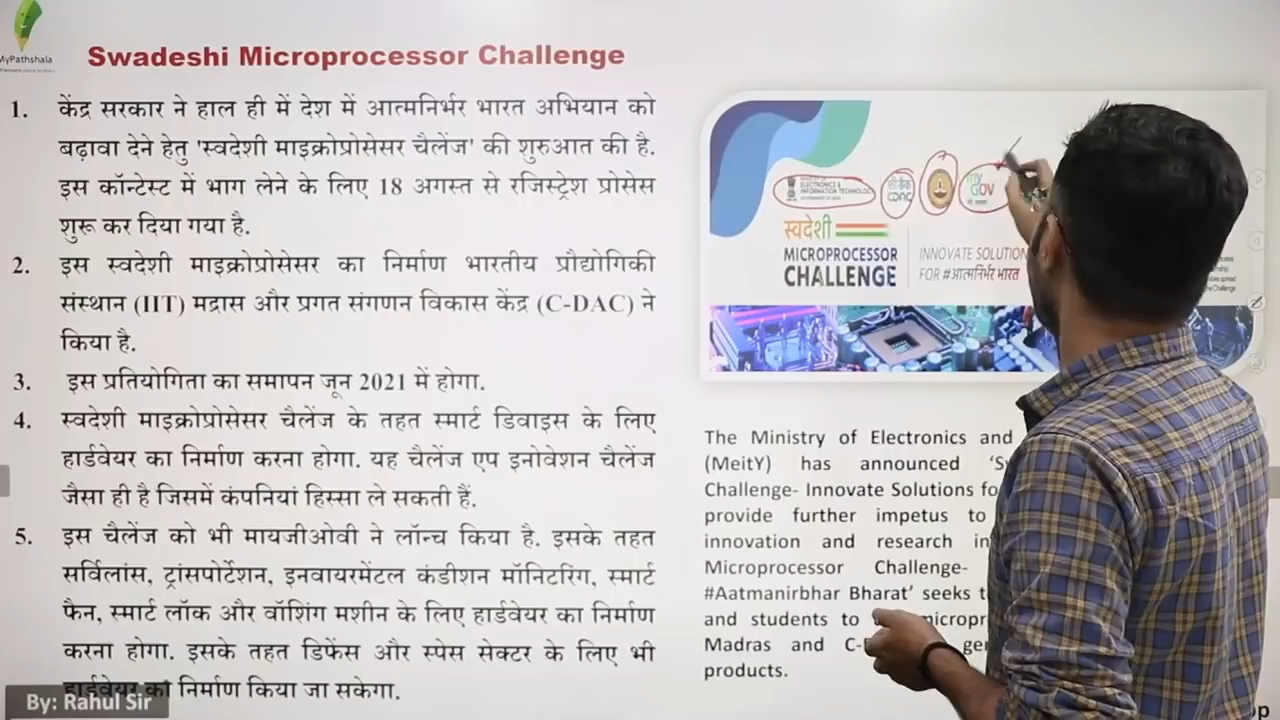 MyPathshala
Swadeshi Microprocessor Challenge
1. केंद्र सरकार ने हाल ही में देश में आत्मनिर्भर भारत अभियान को
बढ़ावा देने हेतु 'स्वदेशी माइक्रोप्रोसेसर चैलेंज' की शुरुआत की है.
इस कॉन्टेस्ट में भाग लेने के लिए 18 अगस्त से रजिस्ट्रेश प्रोसेस
शुरू कर दिया गया है.
2. इस स्वदेशी माइक्रोप्रोसेसर का निर्माण भारतीय प्रौद्योगिकी
संस्थान (IIT) मद्रास और प्रगत संगणन विकास केंद्र (C-DAC) ने
किया है.
3. इस प्रतियोगिता का समापन जून 2021 में होगा.
4. स्वदेशी माइक्रोप्रोसेसर चैलेंज के तहत स्मार्ट डिवाइस के लिए
हार्डवेयर का निर्माण करना होगा. यह चैलेंज एप इनोवेशन चैलेंज
जैसा ही है जिसमें कंपनियां हिस्सा ले सकती हैं.
5. इस चैलेंज को भी मायजीओवी ने लॉन्च किया है. इसके तहत
सर्विलांस, ट्रांसपोर्टेशन, इनवायरमेंटल कंडीशन मॉनिटरिंग, स्मार्ट
फैन, स्मार्ट लॉक और वॉशिंग मशीन के लिए हार्डवेयर का निर्माण
करना होगा. इसके तहत डिफेंस और स्पेस सेक्टर के लिए भी
हार्डवेयर का निर्माण किया जा सकेगा.
By: Rahul Sir
ELECTRONICS &
INFORMATION TECHNOLOG
सी डैक
CDAC
my
GOV
स्वदेशी
MICROPROCESSOR
CHALLENGE
INNOVATE SOLUTION
FOR #आत्मनिर्भर भारत
The Ministry of Electronics and
(MeitY) has announced
Challenge- Innovate Solutions
provide further impetus to
innovation and research
Microprocessor Challenge-
#Aatmanirbhar Bharat' seeks
and students to
Madras and
products.